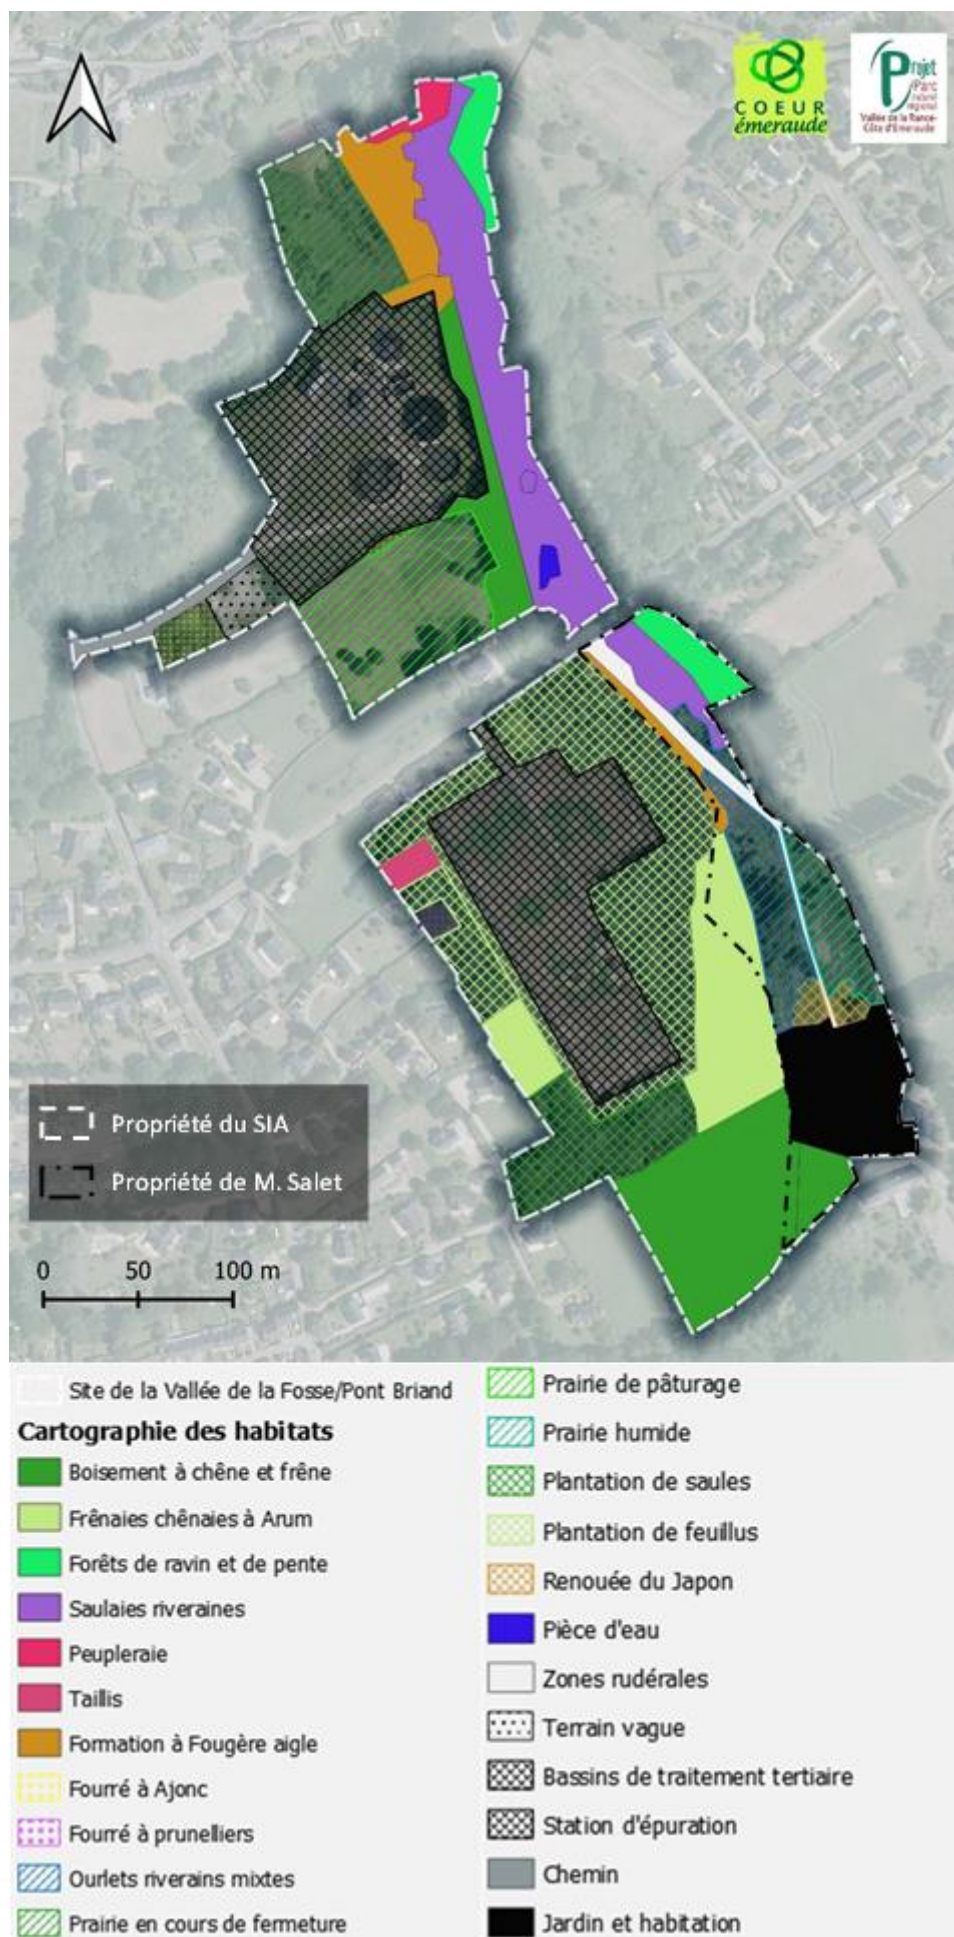 COEUR
émeraude
Projet
Parc
naturel
régional
Vallée de la Rance-
Côte d'Émeraude
Propriété du SIA
Propriété de M. Salet
0 50 100 m
Site de la Vallée de la Fosse/Pont Briand
Cartographie des habitats
Boisement à chêne et frêne
Frênaies chênaies à Arum
Forêts de ravin et de pente
Saulaies riveraines
Peupleraie
Taillis
Formation à Fougère aigle
Fourré à Ajonc
Fourré à prunelliers
Ourlets riverains mixtes
Prairie en cours de fermeture
Prairie de pâturage
Prairie humide
Plantation de saules
Plantation de feuillus
Renouée du Japon
Pièce d'eau
Zones rudérales
Terrain vague
Bassins de traitement tertiaire
Station d'épuration
Chemin
Jardin et habitation